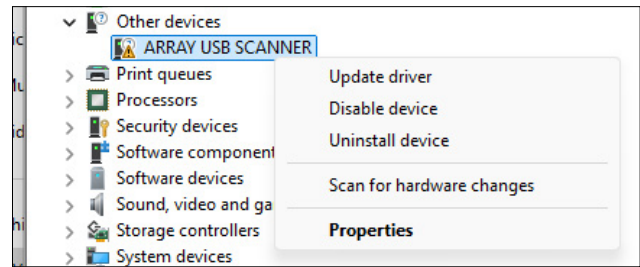 Other devices
ARRAY USB SCANNER
Print queues
Processors
Security devices
Software component
Software devices
Sound, video and ga
Storage controllers
System devices
Update driver
Disable device
Uninstall device
Scan for hardware changes
Properties